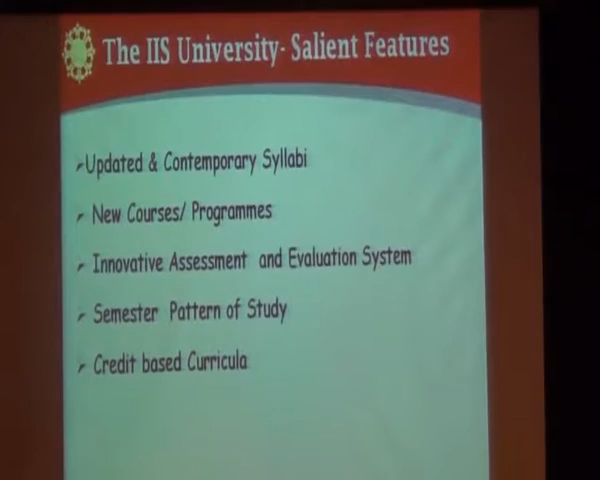 The IIS University- Salient Features
➢Updated & Contemporary Syllabi
➢ New Courses/ Programmes
➢ Innovative Assessment and Evaluation System
➢ Semester Pattern of Study
➢ Credit based Curricula